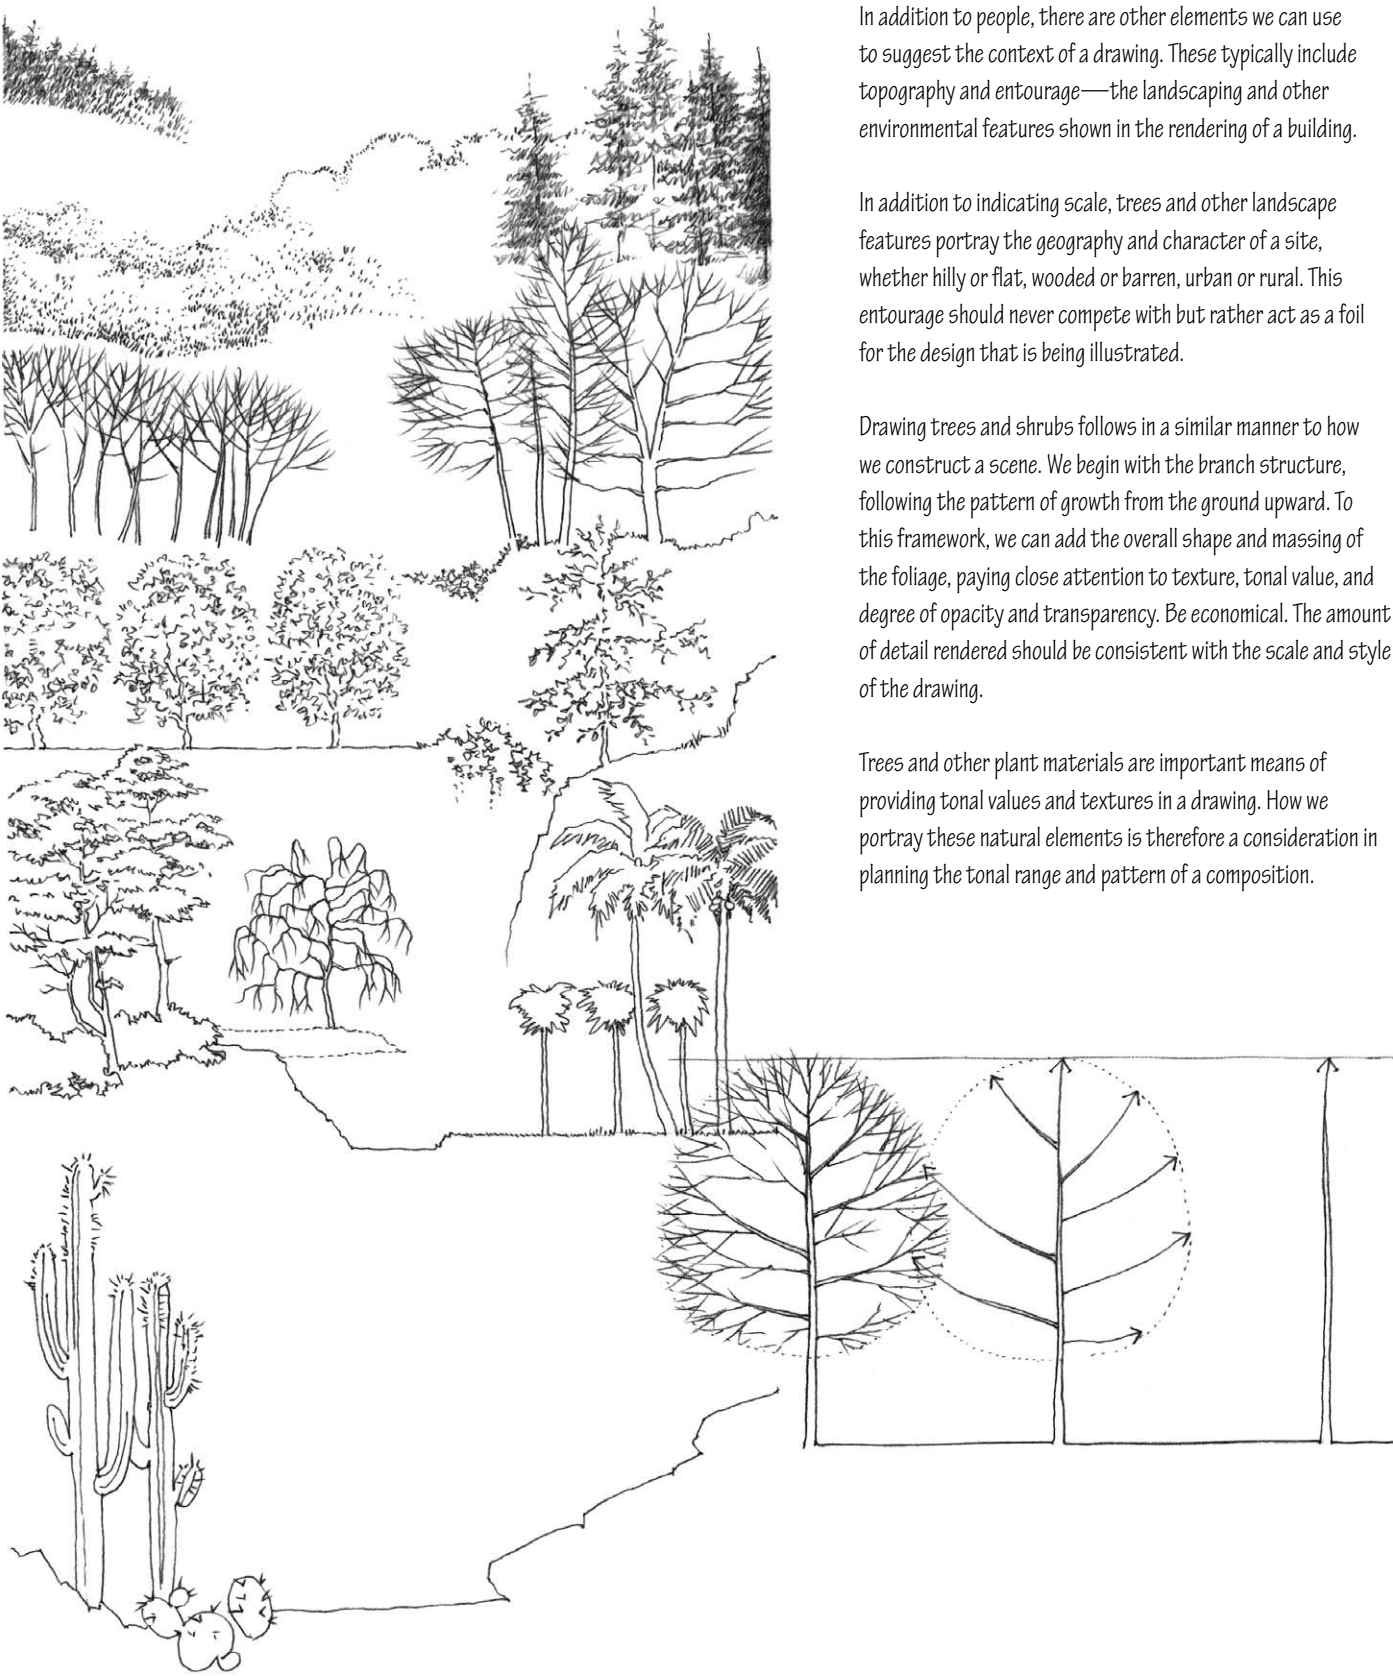 In addition to people, there are other elements we can use
to suggest the context of a drawing. These typically include
topography and entourage—the landscaping and other
environmental features shown in the rendering of a building.
In addition to indicating scale, trees and other landscape
features portray the geography and character of a site,
whether hilly or flat, wooded or barren, urban or rural. This
entourage should never compete with but rather act as a foil
for the design that is being illustrated.
Drawing trees and shrubs follows in a similar manner to how
we construct a scene. We begin with the branch structure,
following the pattern of growth from the ground upward. To
this framework, we can add the overall shape and massing of
the foliage, paying close attention to texture, tonal value, and
degree of opacity and transparency. Be economical. The amount
of detail rendered should be consistent with the scale and style
of the drawing.
Trees and other plant materials are important means of
providing tonal values and textures in a drawing. How we
portray these natural elements is therefore a consideration in
planning the tonal range and pattern of a composition.